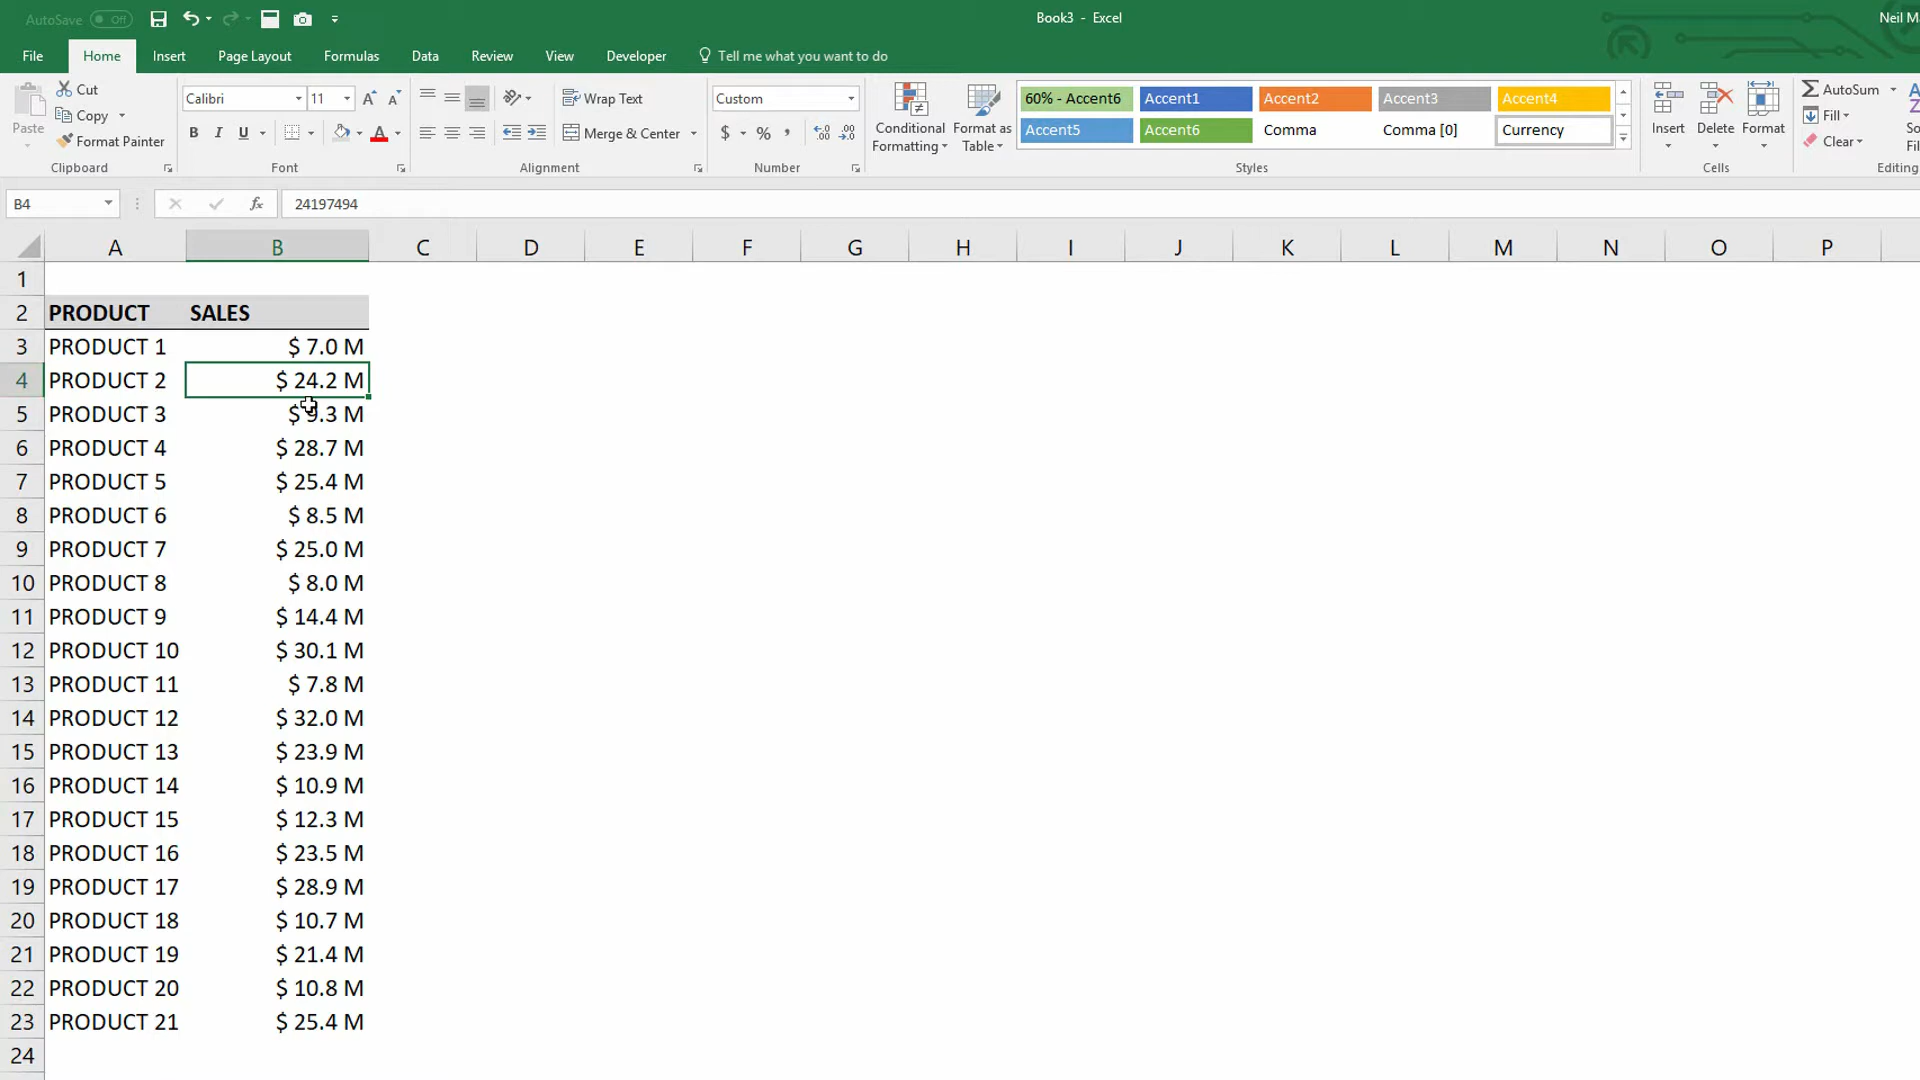 AutoSave Off
Book3 - Excel
Neil Ma
File Home Insert Page Layout Formulas Data Review View Developer Tell me what you want to do
Paste
Cut
Copy
Format Painter
Clipboard
Calibri 11
B I U
Font
Wrap Text
Merge & Center
Alignment
Custom
$ % ,
Number
Conditional Formatting
Format as Table
60% - Accent6 Accent1 Accent2 Accent3 Accent4
Accent5 Accent6 Comma Comma [0] Currency
Styles
Insert Delete Format
Cells
AutoSum
Fill
Clear
Editing
B4 fx 24197494
A B C D E F G H I J K L M N O P
1
2 PRODUCT SALES
3 PRODUCT 1 $ 7.0 M
4 PRODUCT 2 $ 24.2 M
5 PRODUCT 3 $ 9.3 M
6 PRODUCT 4 $ 28.7 M
7 PRODUCT 5 $ 25.4 M
8 PRODUCT 6 $ 8.5 M
9 PRODUCT 7 $ 25.0 M
10 PRODUCT 8 $ 8.0 M
11 PRODUCT 9 $ 14.4 M
12 PRODUCT 10 $ 30.1 M
13 PRODUCT 11 $ 7.8 M
14 PRODUCT 12 $ 32.0 M
15 PRODUCT 13 $ 23.9 M
16 PRODUCT 14 $ 10.9 M
17 PRODUCT 15 $ 12.3 M
18 PRODUCT 16 $ 23.5 M
19 PRODUCT 17 $ 28.9 M
20 PRODUCT 18 $ 10.7 M
21 PRODUCT 19 $ 21.4 M
22 PRODUCT 20 $ 10.8 M
23 PRODUCT 21 $ 25.4 M
24